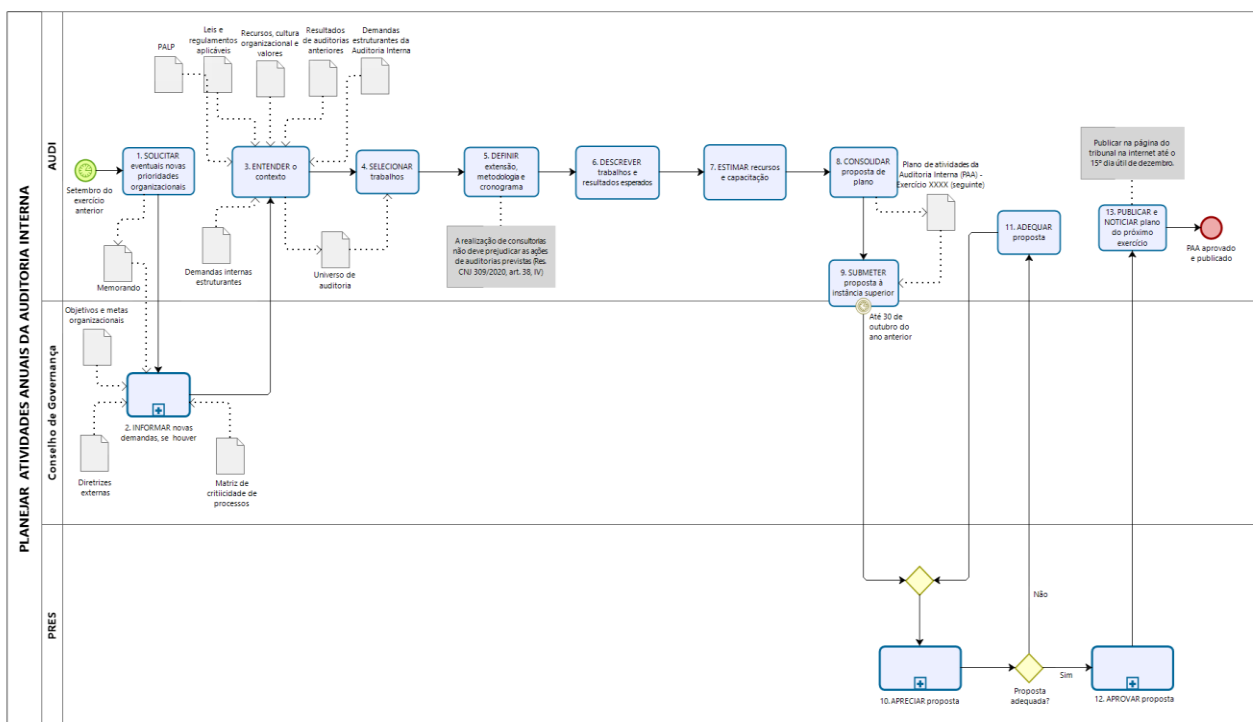 PLANEJAR ATIVIDADES ANUAIS DA AUDITORIA INTERNA
AUDI
PALP
Leis e
regulamentos
aplicáveis
Recursos, cultura
organizacional e
valores
Resultados
de auditorias
anteriores
Demandas
estruturantes da
Auditoria Interna
Setembro do
exercício
anterior
1. SOLICITAR
eventuais novas
prioridades
organizacionais
Memorando
3. ENTENDER o
contexto
Demandas internas
estruturantes
Universo de
auditoria
4. SELECIONAR
trabalhos
5. DEFINIR
extensão,
metodologia e
cronograma
A realização de consultorias
não deve prejudicar as ações
de auditorias previstas (Res.
CNJ 309/2020, art. 38, IV)
6. DESCREVER
trabalhos e
resultados esperados
7. ESTIMAR recursos
e capacitação
8. CONSOLIDAR
proposta de
plano
Plano de atividades da
Auditoria Interna (PAA) -
Exercício XXXX (seguinte)
9. SUBMETER
proposta à
instância superior
Até 30 de
outubro do
ano anterior
11. ADEQUAR
proposta
Publicar na página do
tribunal na internet até o
15º dia útil de dezembro.
13. PUBLICAR e
NOTICIAR plano
do próximo
exercício
PAA aprovado
e publicado
Conselho de Governança
Objetivos e metas
organizacionais
2. INFORMAR novas
demandas, se houver
Diretrizes
externas
Matriz de
critiicidade de
processos
PRES
10. APRECIAR proposta
Proposta
adequada?
Não
Sim
12. APROVAR proposta